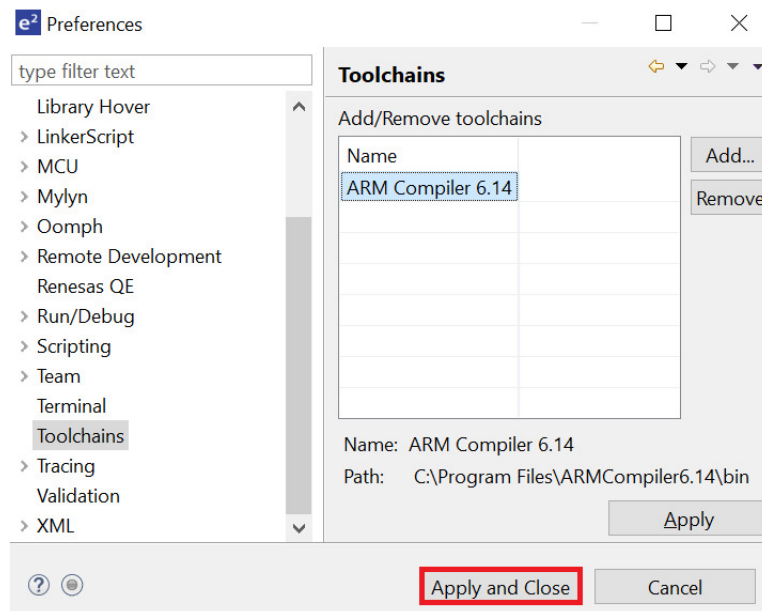 e² Preferences
type filter text
Library Hover
LinkerScript
MCU
Mylyn
Oomph
Remote Development
Renesas QE
Run/Debug
Scripting
Team
Terminal
Toolchains
Tracing
Validation
XML
Toolchains
Add/Remove toolchains
Name
ARM Compiler 6.14
Add...
Remove
Name: ARM Compiler 6.14
Path: C:\Program Files\ARMCompiler6.14\bin
Apply
?
Apply and Close
Cancel